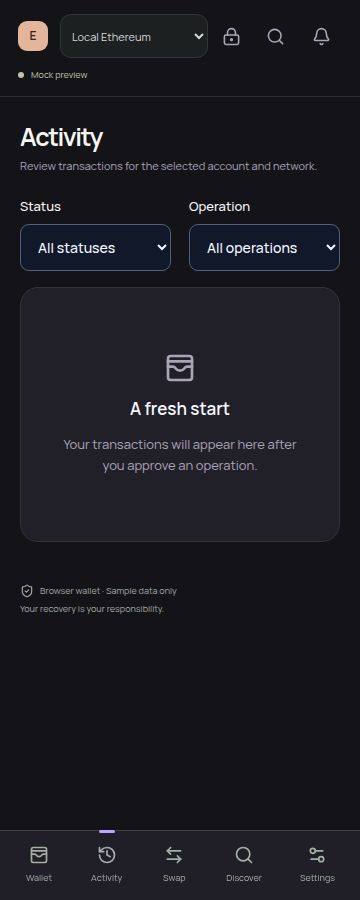 E
Local Ethereum
Mock preview
Activity
Review transactions for the selected account and network.
Status
Operation
All statuses
All operations
A fresh start
Your transactions will appear here after
you approve an operation.
Browser wallet · Sample data only
Your recovery is your responsibility.
Wallet
Activity
Swap
Discover
Settings